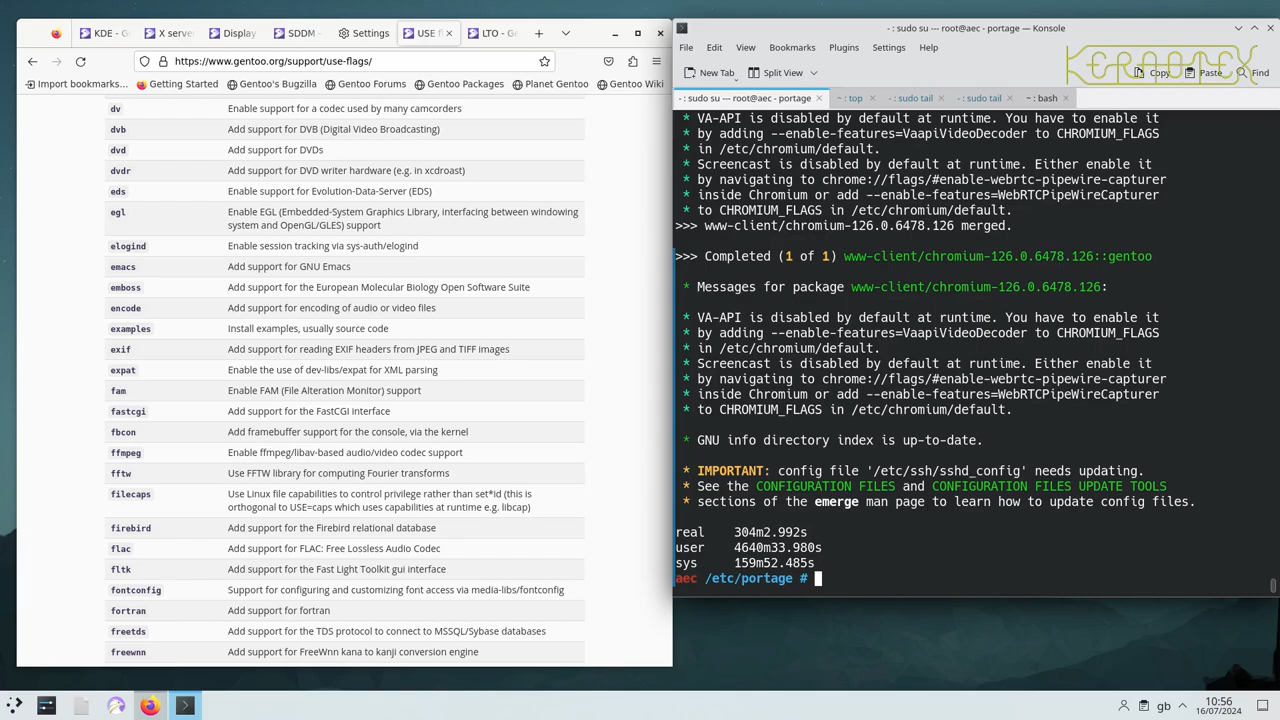 KDE - G
X serve
Display
SDDM -
Settings
USE f
LTO - Ge
https://www.gentoo.org/support/use-flags/
Import bookmarks...
Getting Started
Gentoo's Bugzilla
Gentoo Forums
Gentoo Packages
Planet Gentoo
Gentoo Wiki
dv Enable support for a codec used by many camcorders
dvb Add support for DVB (Digital Video Broadcasting)
dvd Add support for DVDs
dvdr Add support for DVD writer hardware (e.g. in xcdroast)
eds Enable support for Evolution-Data-Server (EDS)
egl Enable EGL (Embedded-System Graphics Library, interfacing between windowing
system and OpenGL/GLES) support
elogind Enable session tracking via sys-auth/elogind
emacs Add support for GNU Emacs
emboss Add support for the European Molecular Biology Open Software Suite
encode Add support for encoding of audio or video files
examples Install examples, usually source code
exif Add support for reading EXIF headers from JPEG and TIFF images
expat Enable the use of dev-libs/expat for XML parsing
fam Enable FAM (File Alteration Monitor) support
fastcgi Add support for the FastCGI interface
fbcon Add framebuffer support for the console, via the kernel
ffmpeg Enable ffmpeg/libav-based audio/video codec support
fftw Use FFTW library for computing Fourier transforms
filecaps Use Linux file capabilities to control privilege rather than set*id (this is
orthogonal to USE=caps which uses capabilities at runtime e.g. libcap)
firebird Add support for the Firebird relational database
flac Add support for FLAC: Free Lossless Audio Codec
fltk Add support for the Fast Light Toolkit gui interface
fontconfig Support for configuring and customizing font access via media-libs/fontconfig
fortran Add support for fortran
freetds Add support for the TDS protocol to connect to MSSQL/Sybase databases
freewnn Add support for FreeWnn kana to kanji conversion engine
- : sudo su --- root@aec - portage — Konsole
File Edit View Bookmarks Plugins Settings Help
New Tab Split View Copy Paste Find
- : sudo su --- root@aec - portage
~ : top
- : sudo tail
- : sudo tail
~ : bash
* VA-API is disabled by default at runtime. You have to enable it
* by adding --enable-features=VaapiVideoDecoder to CHROMIUM_FLAGS
* in /etc/chromium/default.
* Screencast is disabled by default at runtime. Either enable it
* by navigating to chrome://flags/#enable-webrtc-pipewire-capturer
* inside Chromium or add --enable-features=WebRTCPipeWireCapturer
* to CHROMIUM_FLAGS in /etc/chromium/default.
>>> www-client/chromium-126.0.6478.126 merged.
>>> Completed (1 of 1) www-client/chromium-126.0.6478.126::gentoo
* Messages for package www-client/chromium-126.0.6478.126:
* VA-API is disabled by default at runtime. You have to enable it
* by adding --enable-features=VaapiVideoDecoder to CHROMIUM_FLAGS
* in /etc/chromium/default.
* Screencast is disabled by default at runtime. Either enable it
* by navigating to chrome://flags/#enable-webrtc-pipewire-capturer
* inside Chromium or add --enable-features=WebRTCPipeWireCapturer
* to CHROMIUM_FLAGS in /etc/chromium/default.
* GNU info directory index is up-to-date.
* IMPORTANT: config file '/etc/ssh/sshd_config' needs updating.
* See the CONFIGURATION FILES and CONFIGURATION FILES UPDATE TOOLS
* sections of the emerge man page to learn how to update config files.
real 304m2.992s
user 4640m33.980s
sys 159m52.485s
aec /etc/portage #
gb
10:56
16/07/2024